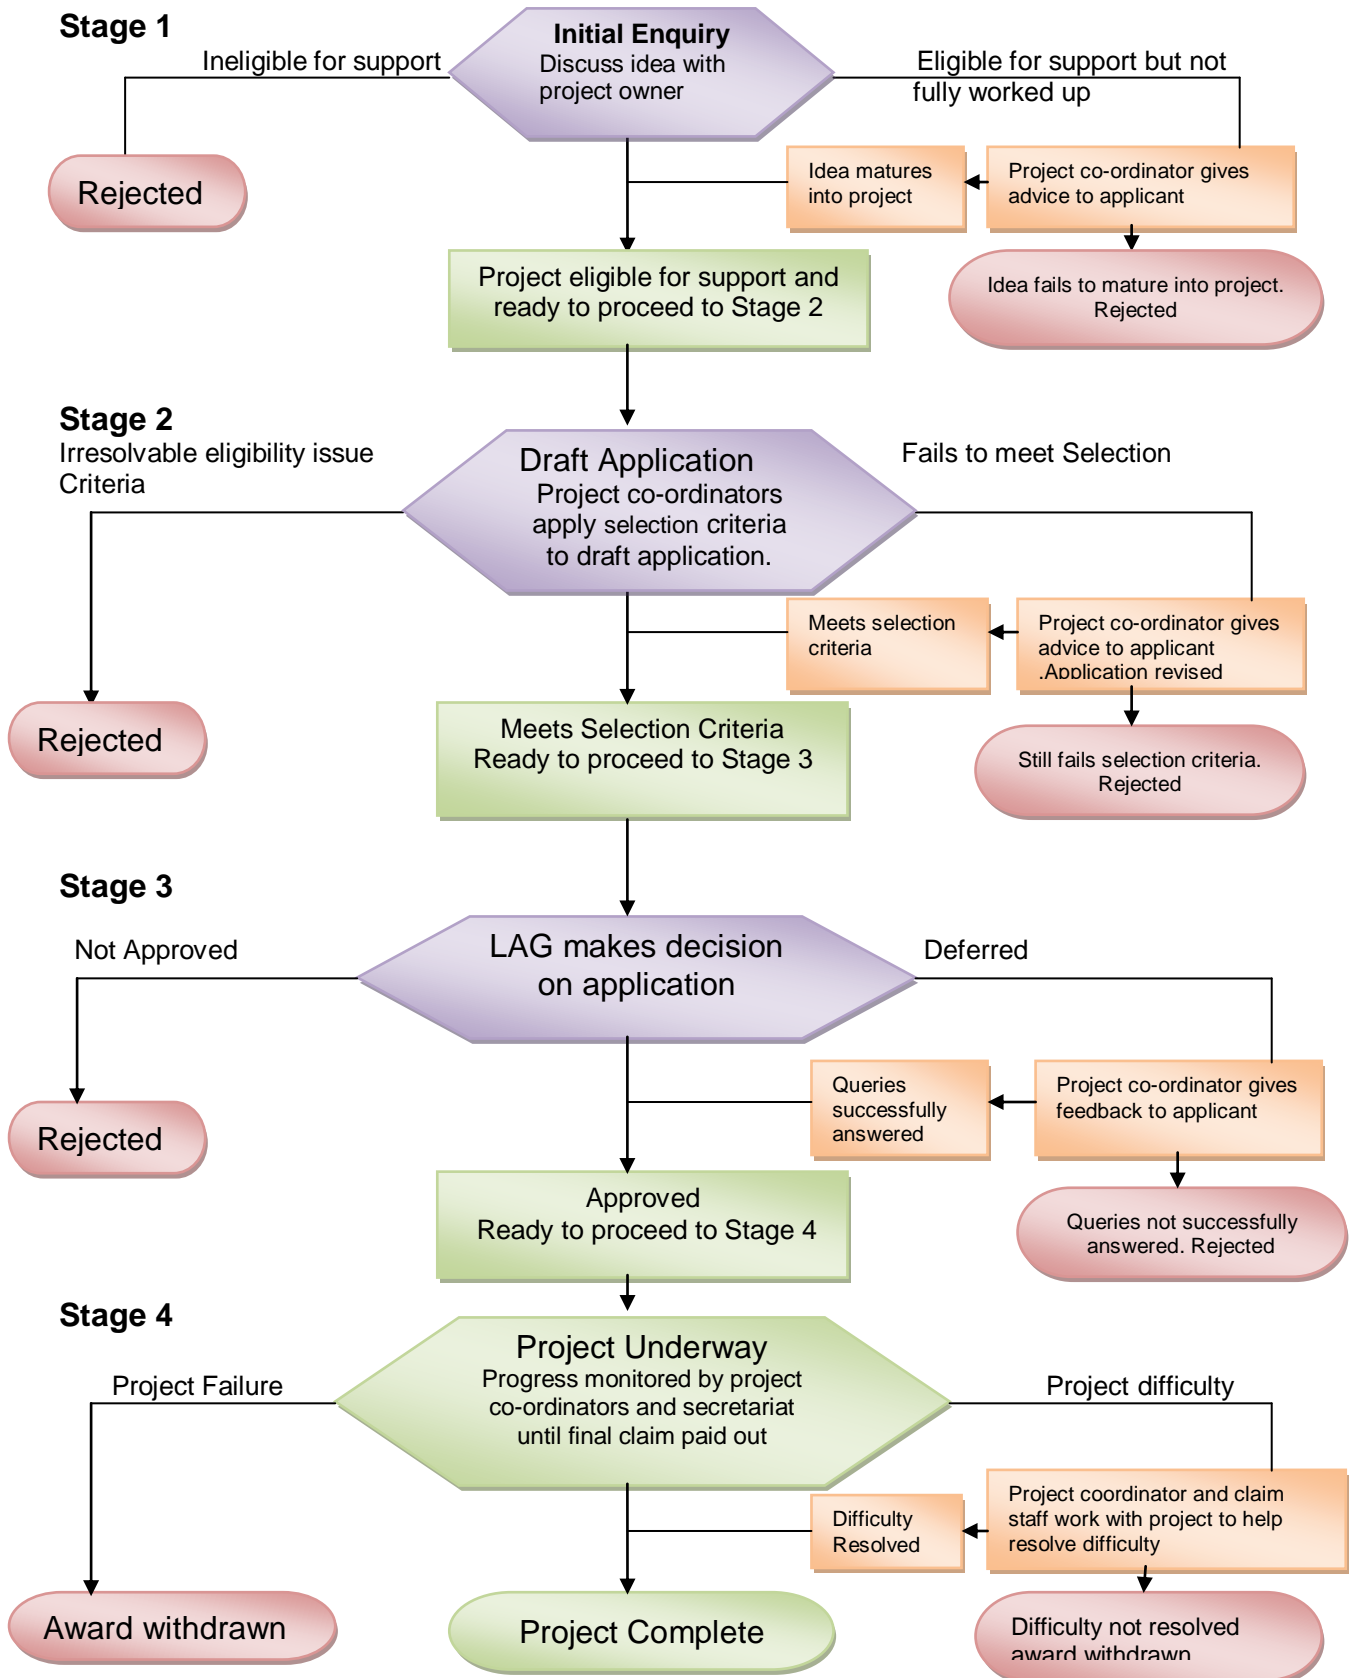 Stage 1
Initial Enquiry
Discuss idea with
project owner
Ineligible for support
Eligible for support but not
fully worked up
Rejected
Idea matures
into project
Project co-ordinator gives
advice to applicant
Project eligible for support and
ready to proceed to Stage 2
Idea fails to mature into project.
Rejected
Stage 2
Irresolvable eligibility issue
Criteria
Draft Application
Project co-ordinators
apply selection criteria
to draft application.
Fails to meet Selection
Meets selection
criteria
Project co-ordinator gives
advice to applicant
.Application revised
Rejected
Meets Selection Criteria
Ready to proceed to Stage 3
Still fails selection criteria.
Rejected
Stage 3
Not Approved
LAG makes decision
on application
Deferred
Queries
successfully
answered
Project co-ordinator gives
feedback to applicant
Rejected
Approved
Ready to proceed to Stage 4
Queries not successfully
answered. Rejected
Stage 4
Project Failure
Project Underway
Progress monitored by project
co-ordinators and secretariat
until final claim paid out
Project difficulty
Difficulty
Resolved
Project coordinator and claim
staff work with project to help
resolve difficulty
Award withdrawn
Project Complete
Difficulty not resolved
award withdrawn